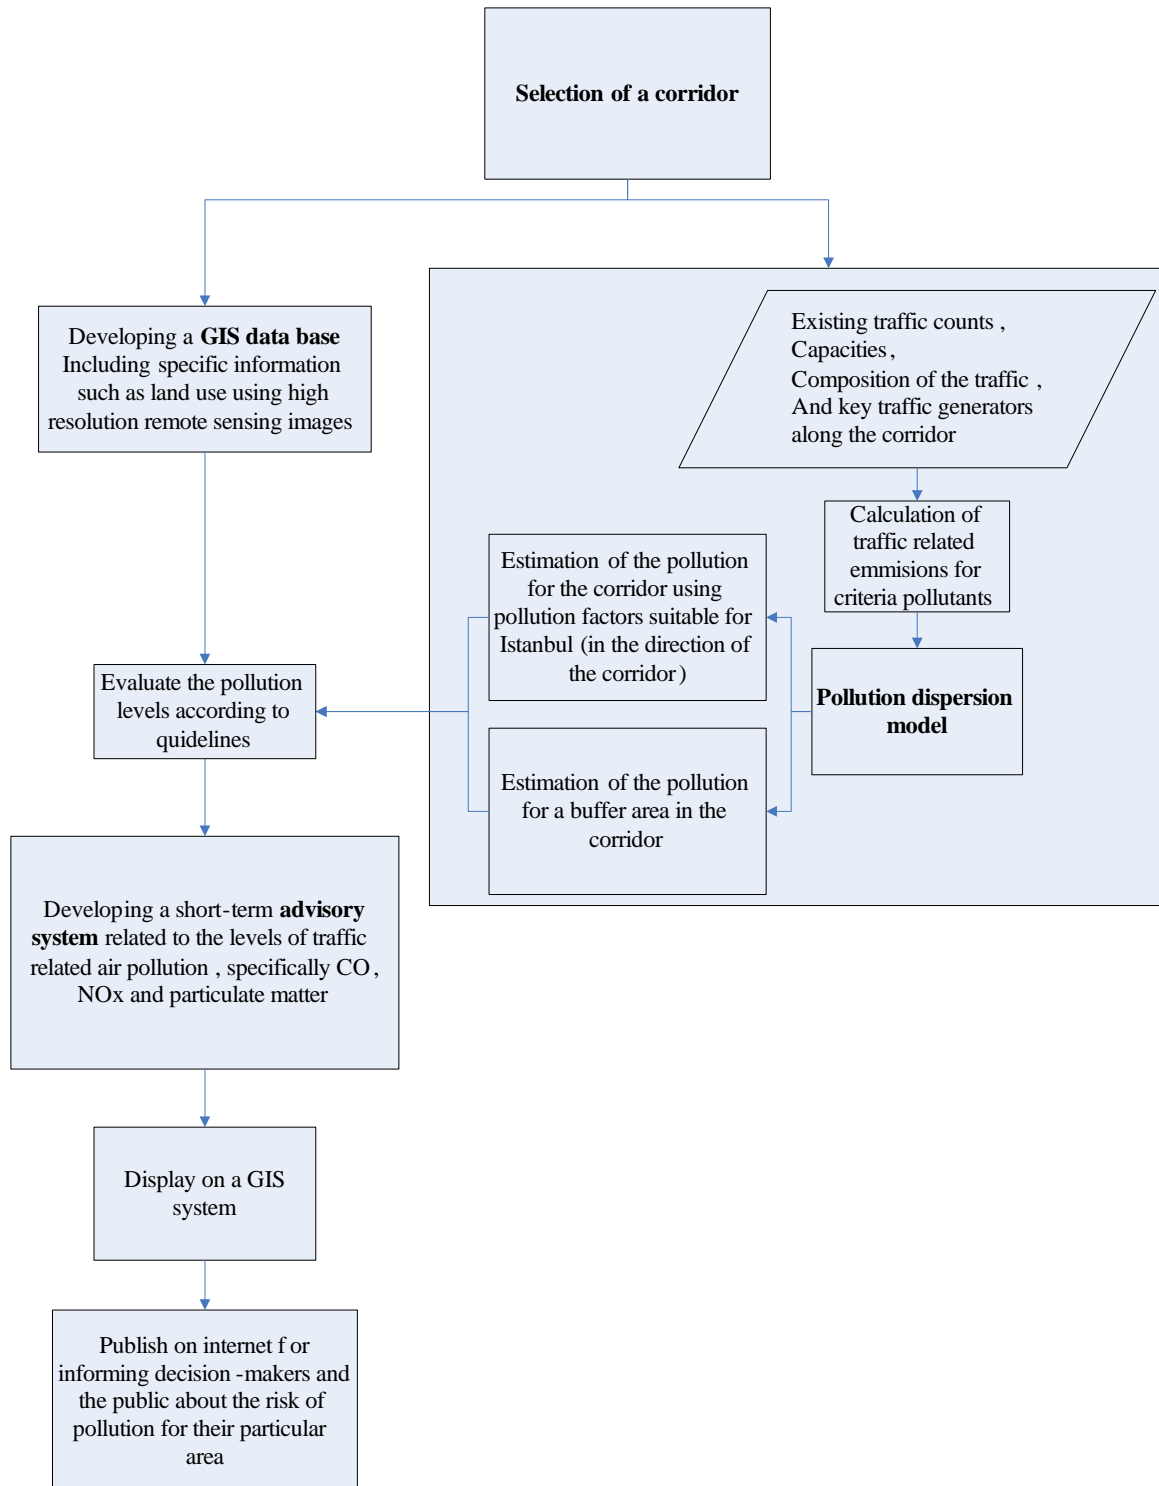 Selection of a corridor
Developing a GIS data base
Including specific information
such as land use using high
resolution remote sensing images
Existing traffic counts ,
Capacities,
Composition of the traffic ,
And key traffic generators
along the corridor
Calculation of
traffic related
emmisions for
criteria pollutants
Pollution dispersion
model
Estimation of the pollution
for the corridor using
pollution factors suitable for
Istanbul (in the direction of
the corridor )
Estimation of the pollution
for a buffer area in the
corridor
Evaluate the pollution
levels according to
quidelines
Developing a short-term advisory
system related to the levels of traffic
related air pollution , specifically CO ,
NOx and particulate matter
Display on a GIS
system
Publish on internet f or
informing decision -makers and
the public about the risk of
pollution for their particular
area